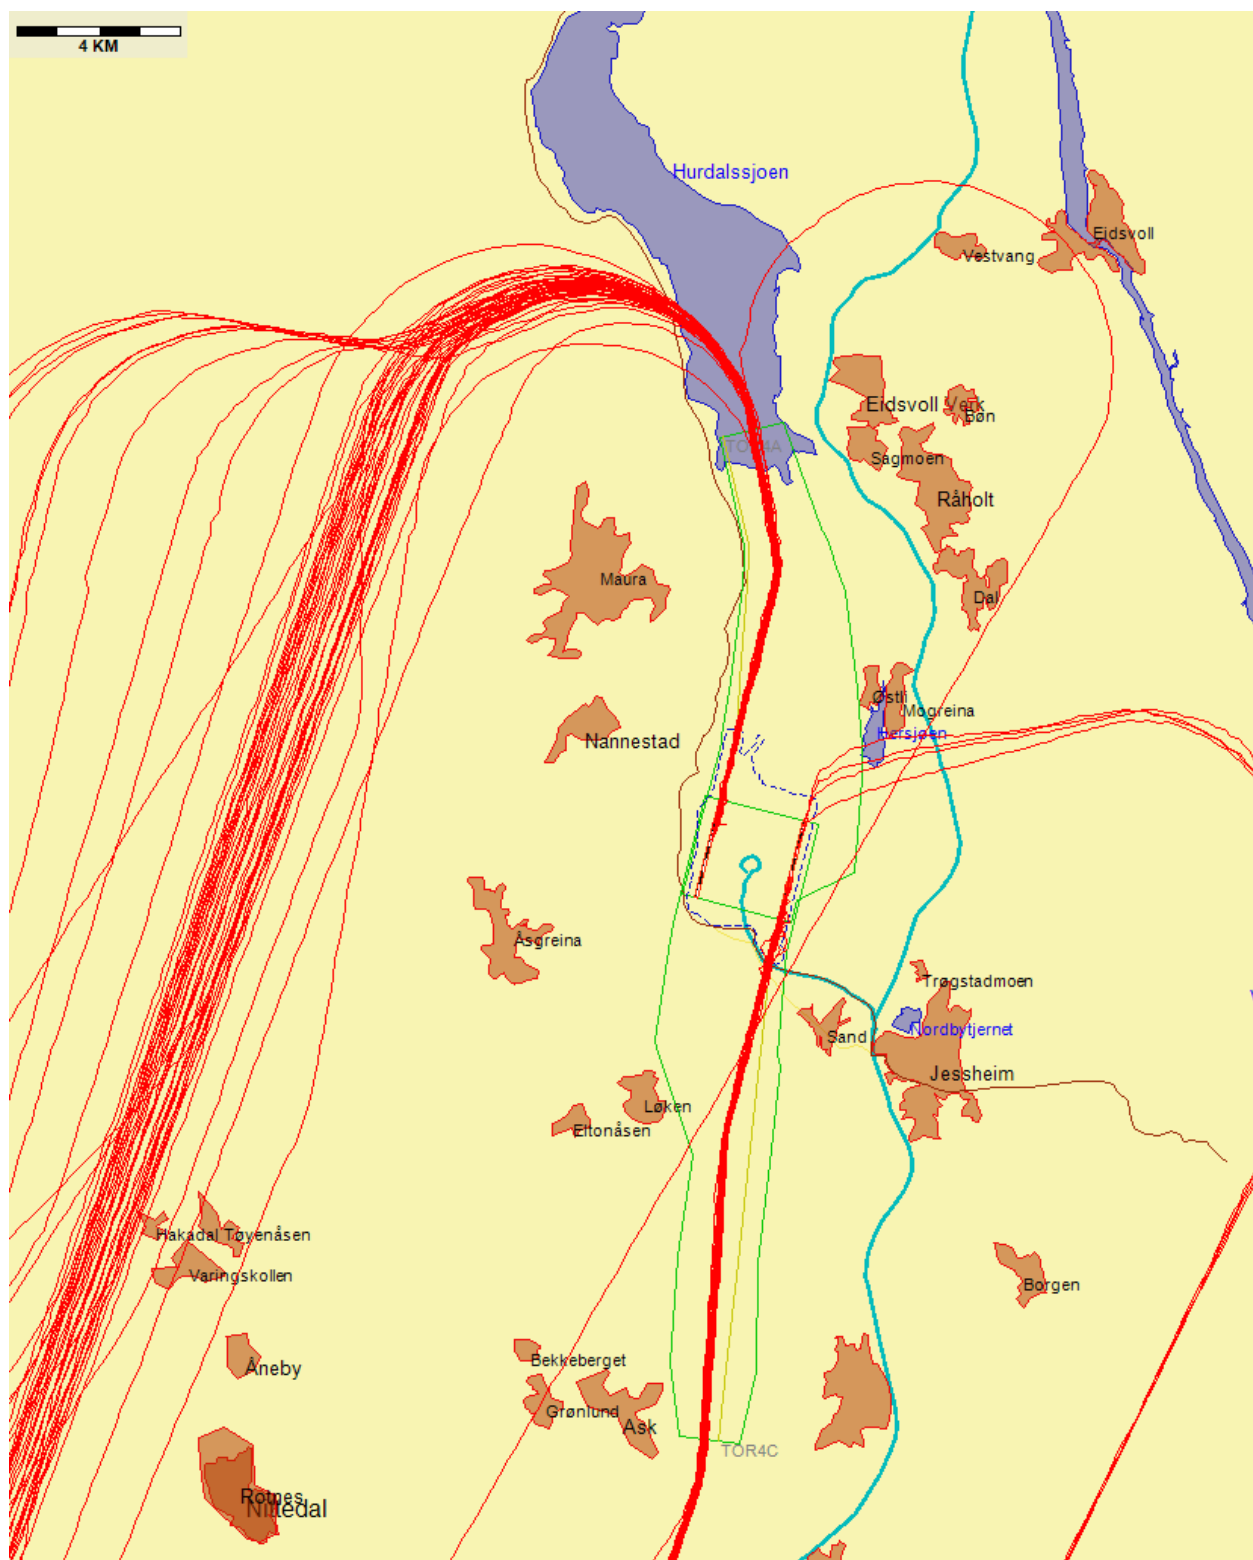 4 KM
Hurdalssjoen
Eidsvoll
Vestvang
Eidsvoll Verk
Bøn
TOR4A
Sagmoen
Råholt
Maura
Dal
Østli
Mogreina
Hersjøen
Nannestad
Åsgreina
Trøgstadmoen
Nordbytjernet
Sand
Jessheim
Løken
Eltonåsen
Hakadal Tøyenåsen
Varingskollen
Borgen
Bekkeberget
Åneby
Grønlund
Ask
TOR4C
Rotnes
Nittedal